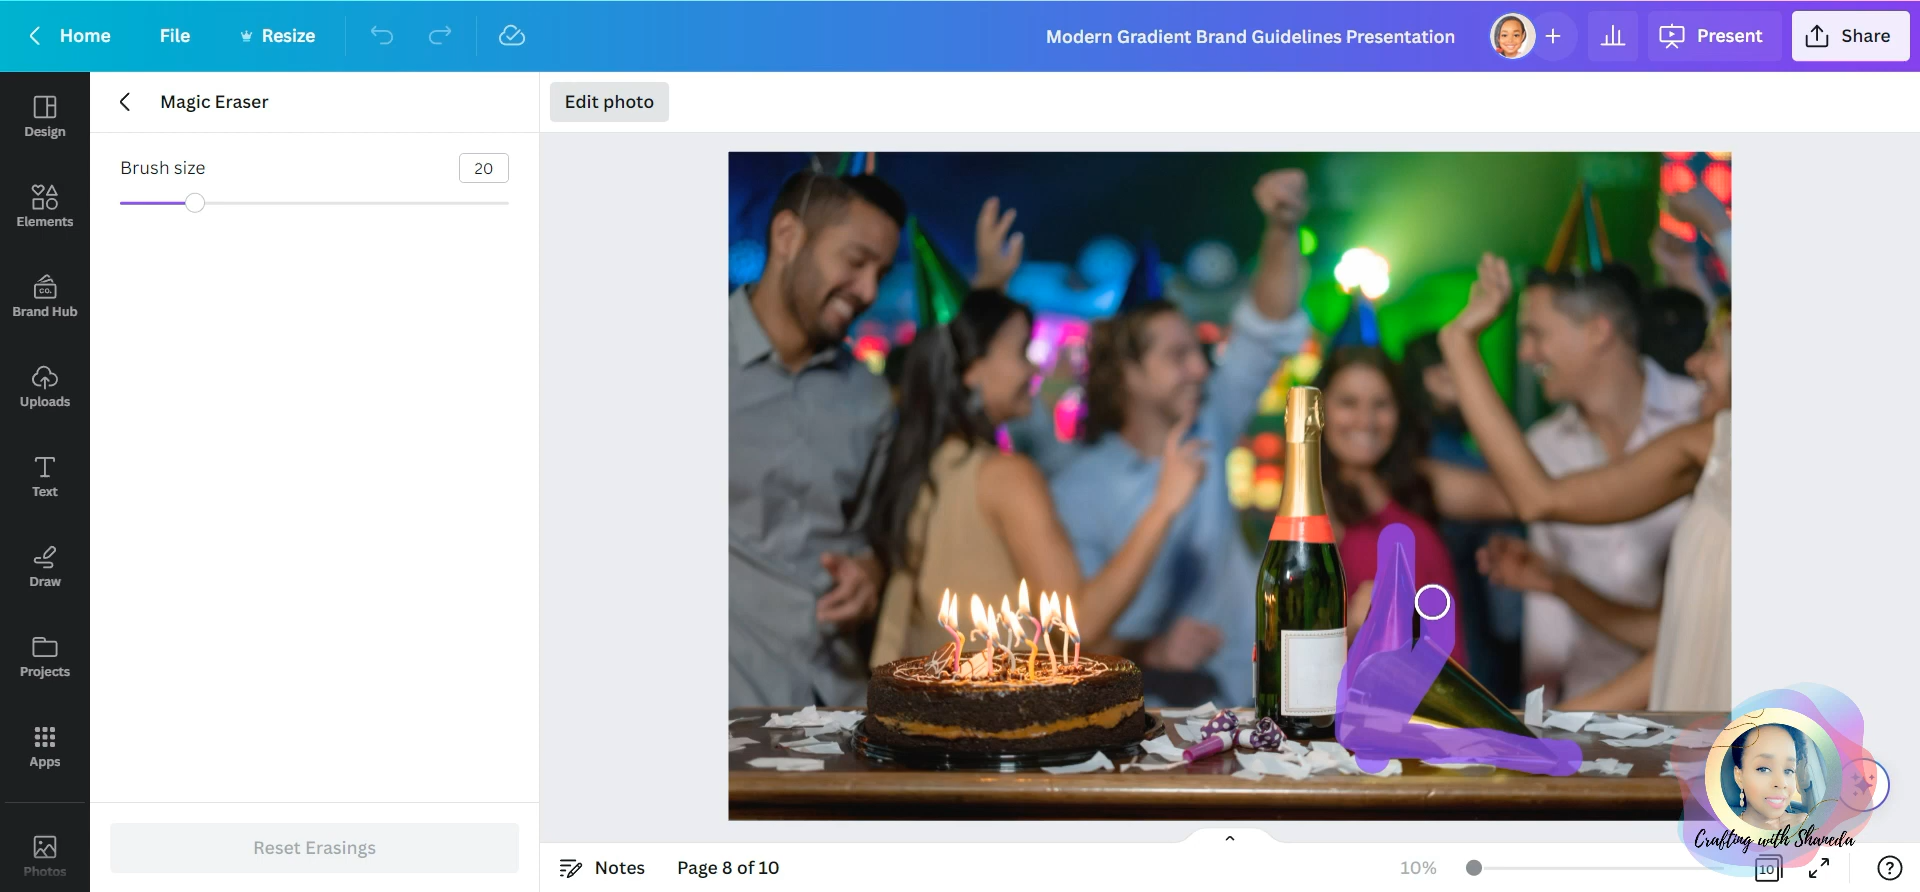 Home File Resize Modern Gradient Brand Guidelines Presentation + Present Share
Design
Elements
CO.
Brand Hub
Uploads
Text
Draw
Projects
Apps
Photos
Magic Eraser
Brush size 20
Reset Erasings
Edit photo
Crafting with Shaneda
Notes Page 8 of 10 10% 10 ?